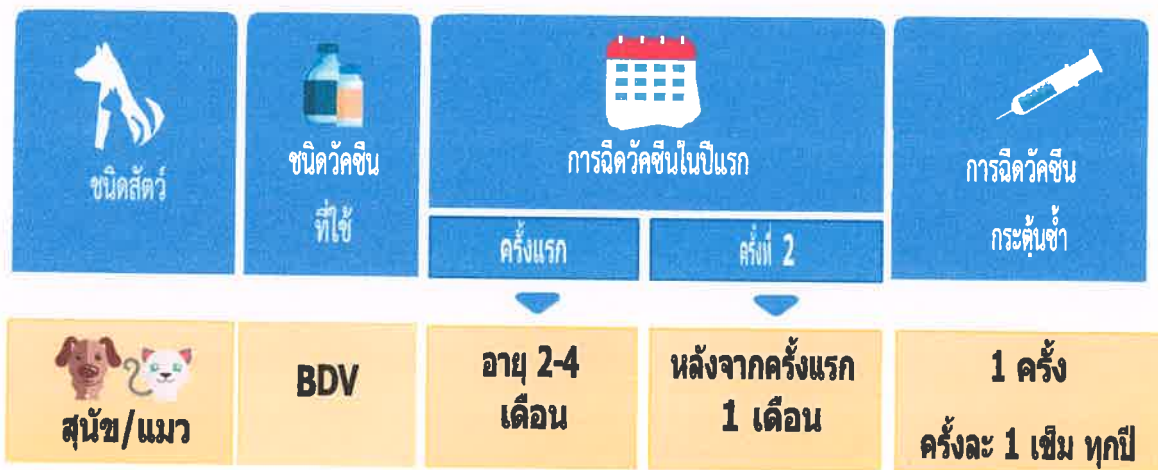 ชนิดสัตว์
ชนิดวัคซีน
ที่ใช้
การฉีดวัคซีนในปีแรก
ครั้งแรก
ครั้งที่ 2
การฉีดวัคซีน
กระตุ้นซ้ำ
สุนัข/แมว
BDV
อายุ 2-4
เดือน
หลังจากครั้งแรก
1 เดือน
1 ครั้ง
ครั้งละ 1 เข็ม ทุกปี